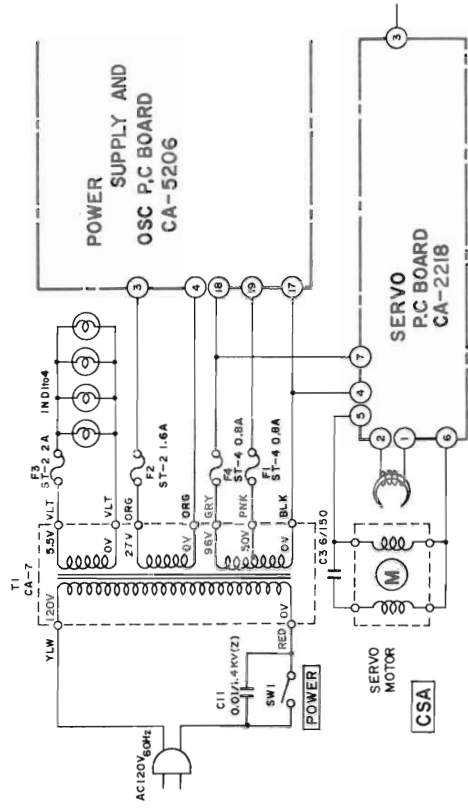 POWER
SUPPLY AND
OSC P,C BOARD
CA-5206
3
4
18
19
17
SERVO
P.C BOARD
CA-2218
3
7
4
5
2
1
6
IND1to4
F3
ST-2 2A
F2
ST-2 1.6A
F4
ST-4 0.8A
F1
ST-4 0.8A
T1
CA-7
5.5V VLT
0V VLT
27V ORG
0V ORG
96V GRY
50V PNK
0V BLK
120V
YLW
0V
RED
C3 6/150
SERVO
MOTOR
M
CSA
C11
0.01/1.4KV(Z)
SW1
POWER
AC120V 60Hz